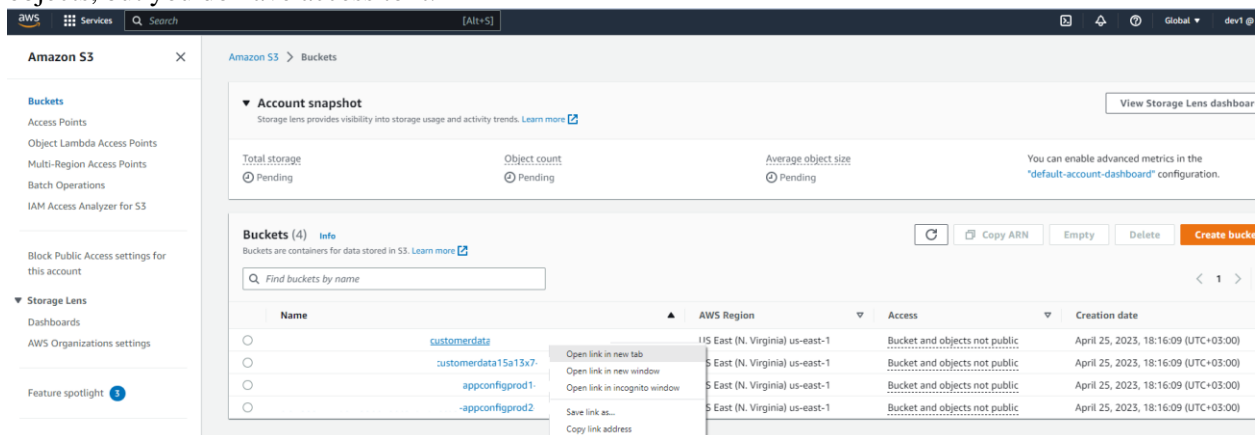 aws Services Search [Alt+S] Global dev1 @
Amazon S3
Amazon S3 > Buckets
Buckets
Access Points
Object Lambda Access Points
Multi-Region Access Points
Batch Operations
IAM Access Analyzer for S3
Block Public Access settings for
this account
Storage Lens
Dashboards
AWS Organizations settings
Feature spotlight 3
Account snapshot
View Storage Lens dashboar
Storage lens provides visibility into storage usage and activity trends. Learn more
Total storage Object count Average object size
Pending Pending Pending
You can enable advanced metrics in the
"default-account-dashboard" configuration.
Buckets (4) Info
Buckets are containers for data stored in S3. Learn more
Copy ARN Empty Delete Create bucke
Find buckets by name
1
Name AWS Region Access Creation date
customerdata US East (N. Virginia) us-east-1 Bucket and objects not public April 25, 2023, 18:16:09 (UTC+03:00)
customerdata15a13x7- S East (N. Virginia) us-east-1 Bucket and objects not public April 25, 2023, 18:16:09 (UTC+03:00)
appconfigprod1- S East (N. Virginia) us-east-1 Bucket and objects not public April 25, 2023, 18:16:09 (UTC+03:00)
-appconfigprod2 S East (N. Virginia) us-east-1 Bucket and objects not public April 25, 2023, 18:16:09 (UTC+03:00)
Open link in new tab
Open link in new window
Open link in incognito window
Save link as...
Copy link address